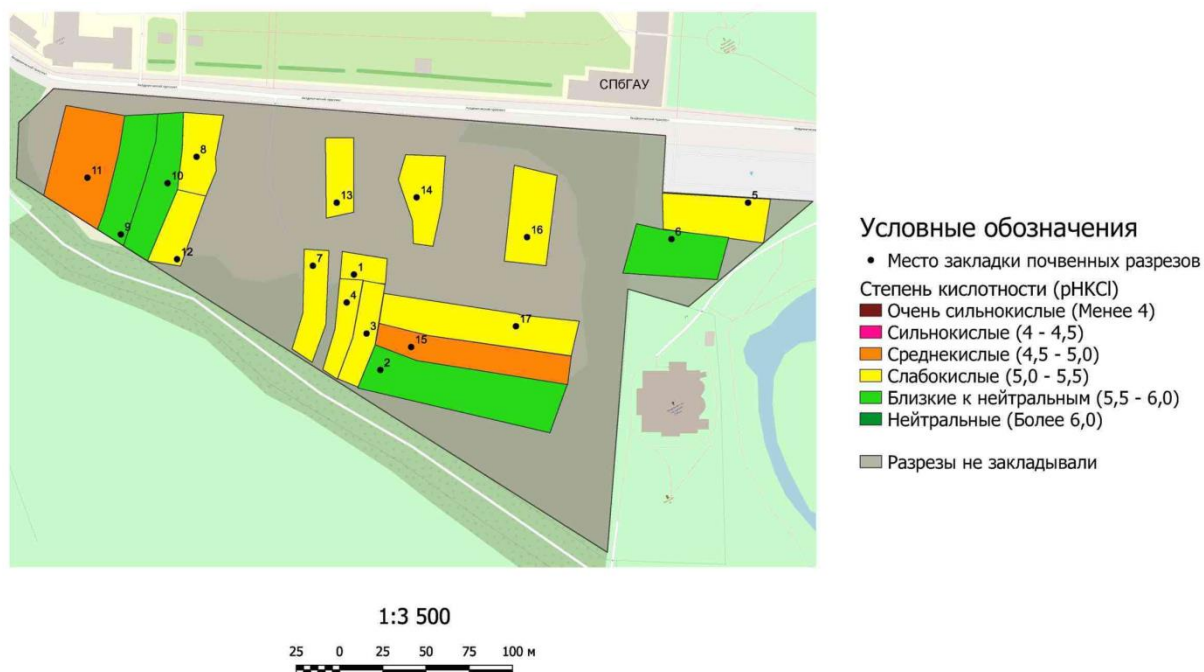 СПбГАУ
8
11
10
5
13
14
9
16
6
12
7
1
4
17
3
15
2
Условные обозначения
Место закладки почвенных разрезов
Степень кислотности (pHKCl)
Очень сильнокислые (Менее 4)
Сильнокислые (4 - 4,5)
Среднекислые (4,5 - 5,0)
Слабокислые (5,0 - 5,5)
Близкие к нейтральным (5,5 - 6,0)
Нейтральные (Более 6,0)
Разрезы не закладывали
1:3 500
25 0 25 50 75 100 м